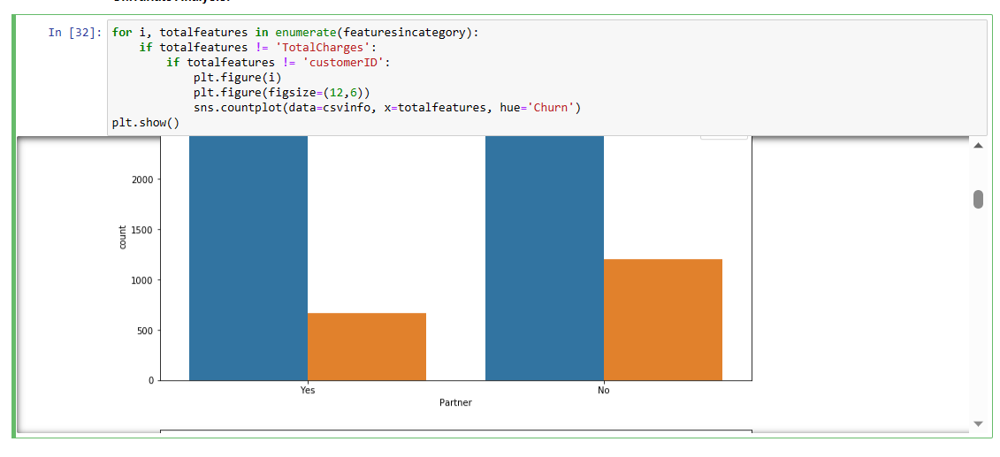 In [32]:
for i, totalfeatures in enumerate(featuresincategory):
    if totalfeatures != 'TotalCharges':
        if totalfeatures != 'customerID':
            plt.figure(i)
            plt.figure(figsize=(12,6))
            sns.countplot(data=csvinfo, x=totalfeatures, hue='Churn')
plt.show()
2000
1500
1000
500
0
count
Yes
No
Partner